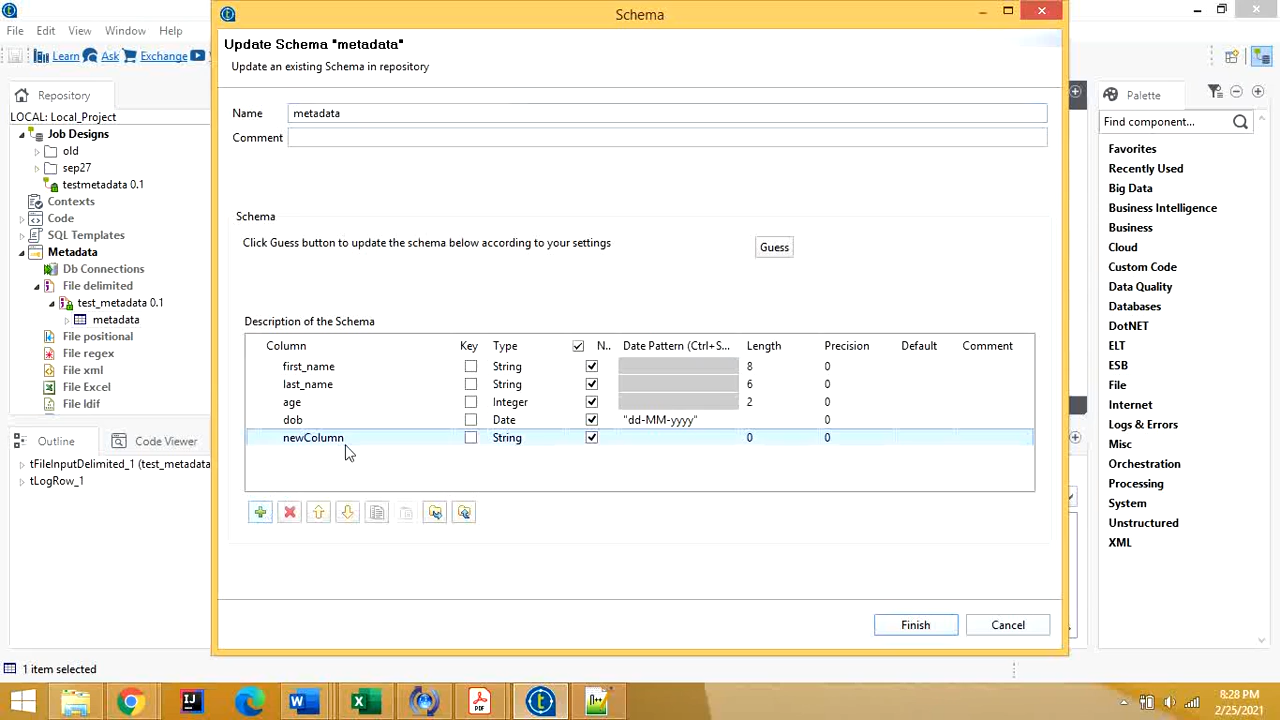 Schema
File Edit View Window Help
Learn Ask Exchange
Repository
LOCAL: Local_Project
Job Designs
old
sep27
testmetadata 0.1
Contexts
Code
SQL Templates
Metadata
Db Connections
File delimited
test_metadata 0.1
metadata
File positional
File regex
File xml
File Excel
File ldif
Outline Code Viewer
tFileInputDelimited_1 (test_metadata
tLogRow_1
1 item selected
Update Schema "metadata"
Update an existing Schema in repository
Name metadata
Comment
Schema
Click Guess button to update the schema below according to your settings Guess
Description of the Schema
Column Key Type N.. Date Pattern (Ctrl+S... Length Precision Default Comment
first_name String 8 0
last_name String 6 0
age Integer 2 0
dob Date "dd-MM-yyyy" 0
newColumn String 0 0
Finish Cancel
Palette
Find component...
Favorites
Recently Used
Big Data
Business Intelligence
Business
Cloud
Custom Code
Data Quality
Databases
DotNET
ELT
ESB
File
Internet
Logs & Errors
Misc
Orchestration
Processing
System
Unstructured
XML
8:28 PM
2/25/2021